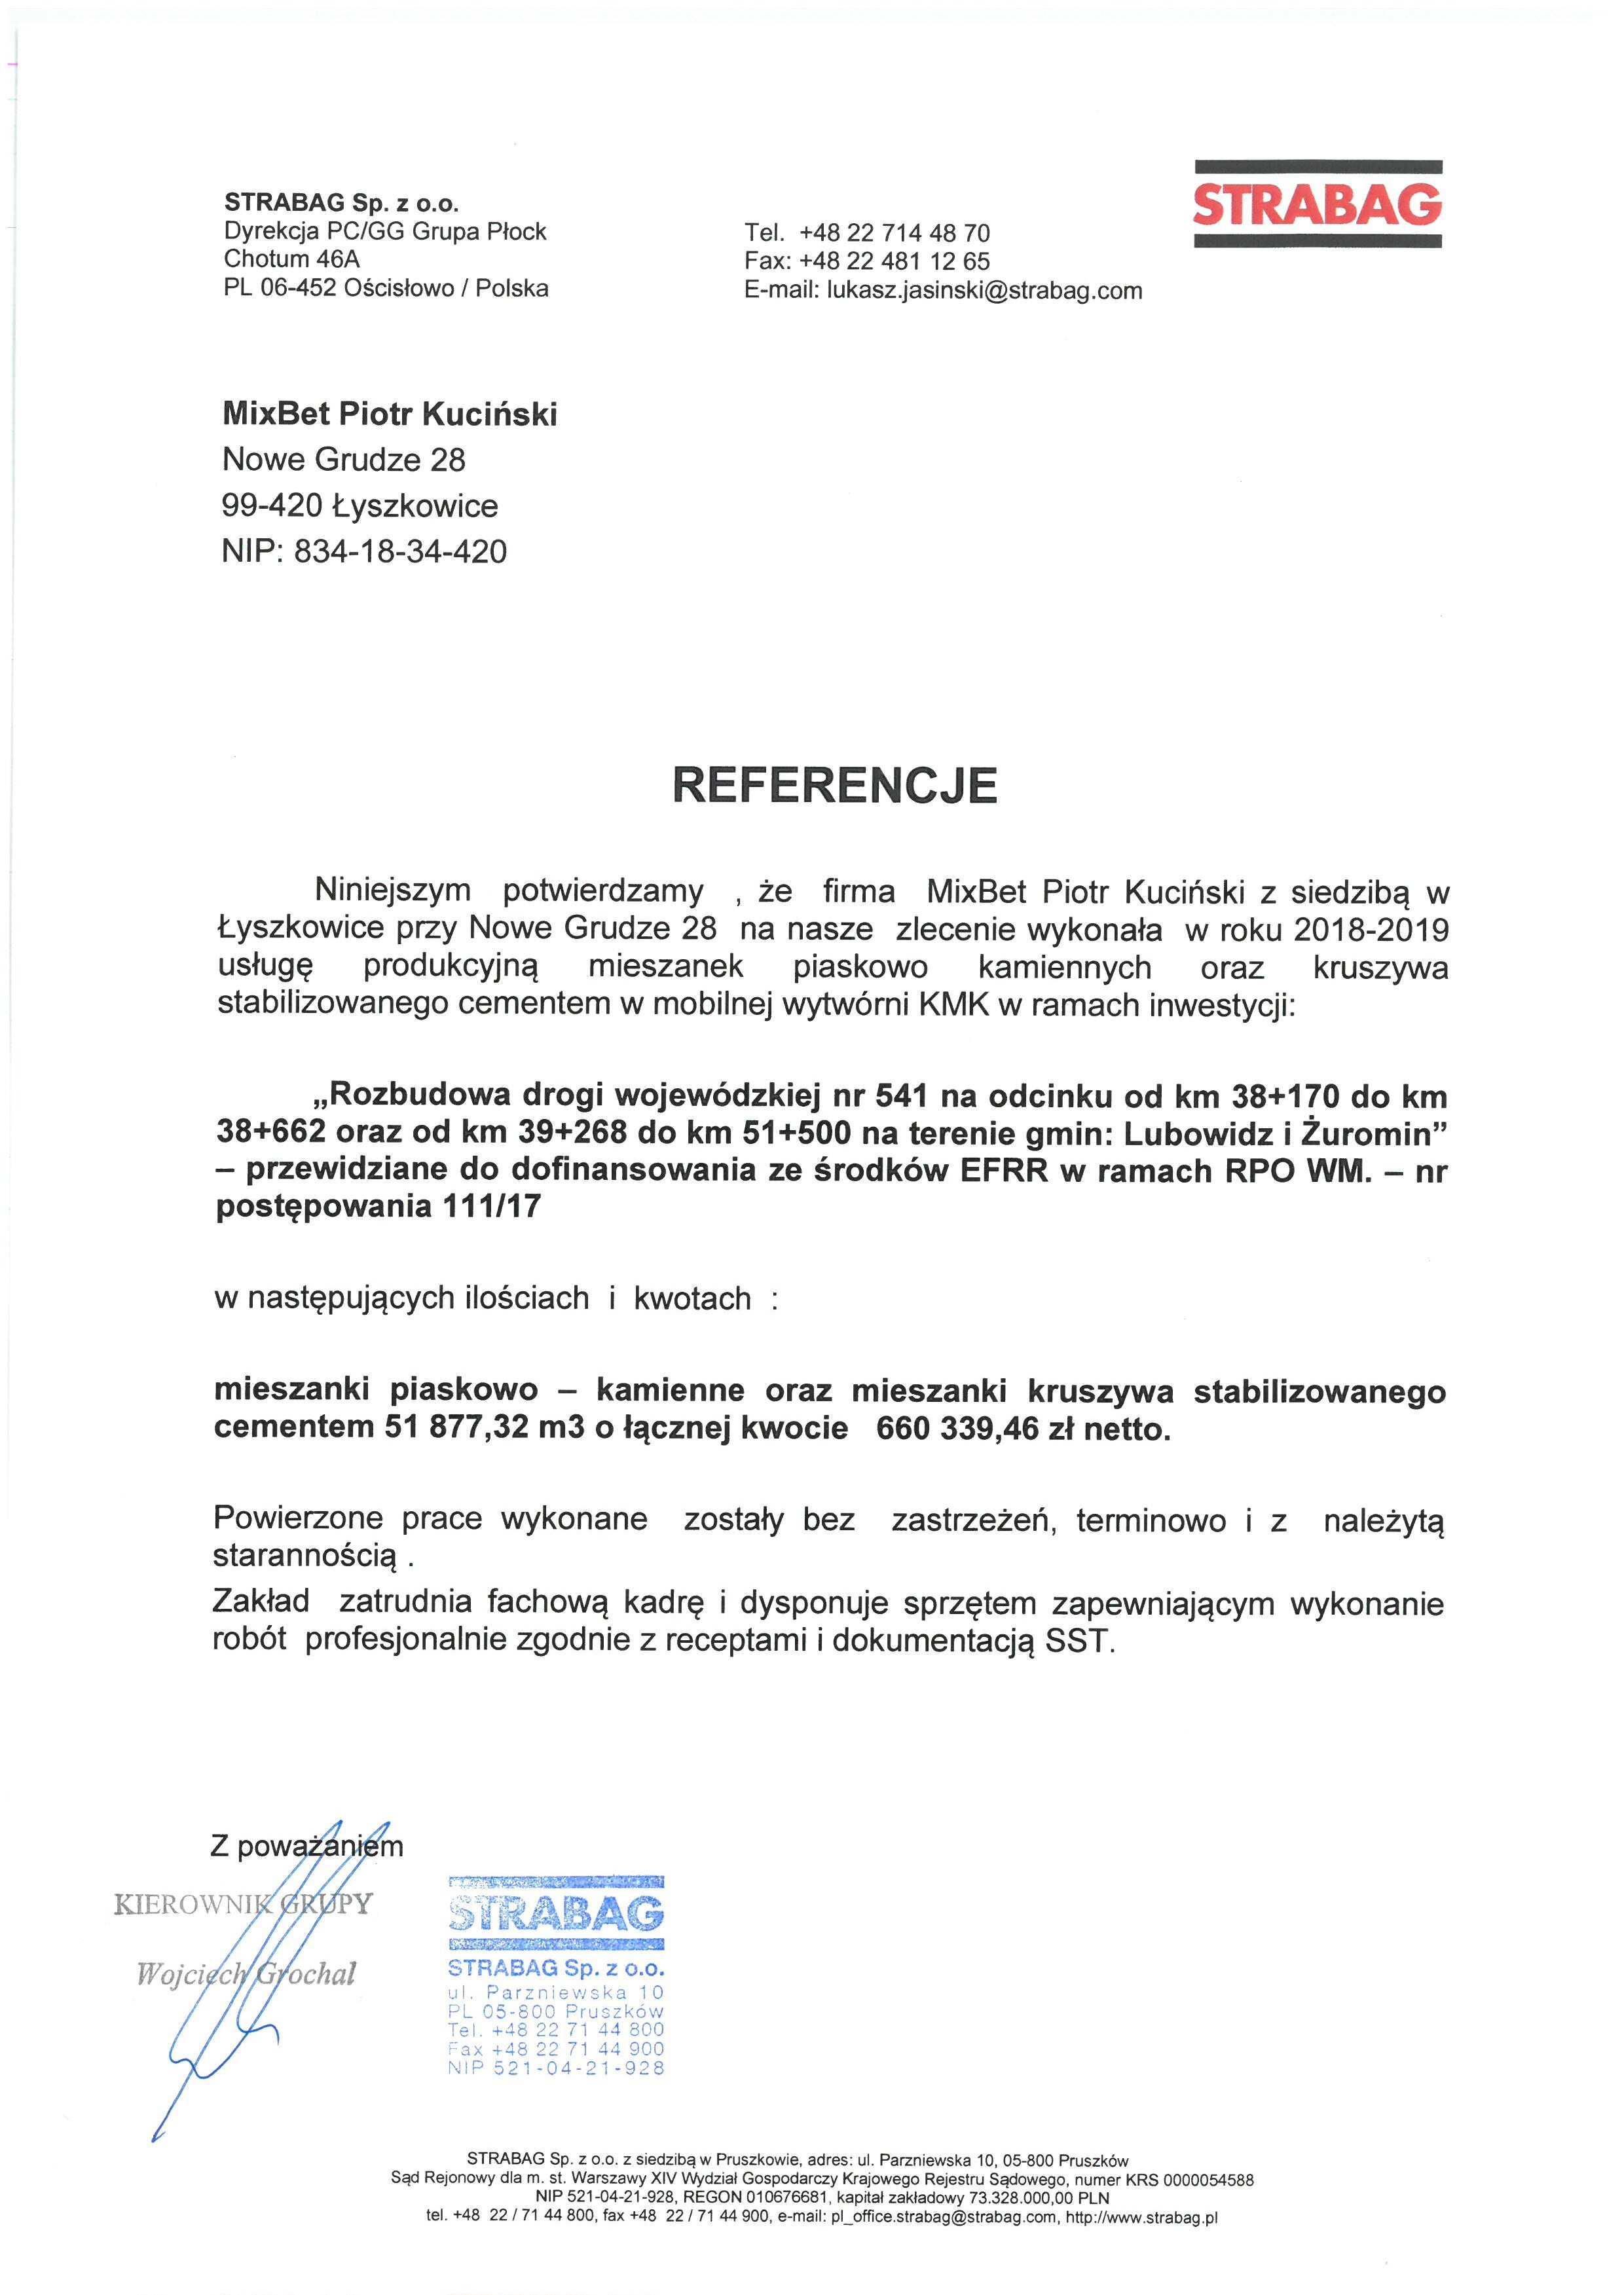 STRABAG Sp. z o.o.
Dyrekcja PC/GG Grupa Płock
Chotum 46A
PL 06-452 Ościsłowo / Polska
Tel. +48 22 714 48 70
Fax: +48 22 481 12 65
E-mail: lukasz.jasinski@strabag.com
STRABAG
MixBet Piotr Kuciński
Nowe Grudze 28
99-420 Łyszkowice
NIP: 834-18-34-420
REFERENCJE
Niniejszym potwierdzamy , że firma MixBet Piotr Kuciński z siedzibą w
Łyszkowice przy Nowe Grudze 28 na nasze zlecenie wykonała w roku 2018-2019
usługę produkcyjną mieszanek piaskowo kamiennych oraz kruszywa
stabilizowanego cementem w mobilnej wytwórni KMK w ramach inwestycji:
„Rozbudowa drogi wojewódzkiej nr 541 na odcinku od km 38+170 do km
38+662 oraz od km 39+268 do km 51+500 na terenie gmin: Lubowidz i Żuromin”
– przewidziane do dofinansowania ze środków EFRR w ramach RPO WM. – nr
postępowania 111/17
w następujących ilościach i kwotach :
mieszanki piaskowo – kamienne oraz mieszanki kruszywa stabilizowanego
cementem 51 877,32 m3 o łącznej kwocie 660 339,46 zł netto.
Powierzone prace wykonane zostały bez zastrzeżeń, terminowo i z należytą
starannością .
Zakład zatrudnia fachową kadrę i dysponuje sprzętem zapewniającym wykonanie
robót profesjonalnie zgodnie z receptami i dokumentacją SST.
Z poważaniem
KIEROWNIK GRUPY
Wojciech Grochal
STRABAG
STRABAG Sp. z o.o.
ul. Parzniewska 10
PL 05-800 Pruszków
Tel. +48 22 71 44 800
Fax +48 22 71 44 900
NIP 521-04-21-928
STRABAG Sp. z o.o. z siedzibą w Pruszkowie, adres: ul. Parzniewska 10, 05-800 Pruszków
Sąd Rejonowy dla m. st. Warszawy XIV Wydział Gospodarczy Krajowego Rejestru Sądowego, numer KRS 0000054588
NIP 521-04-21-928, REGON 010676681, kapitał zakładowy 73.328.000,00 PLN
tel. +48 22 / 71 44 800, fax +48 22 / 71 44 900, e-mail: pl_office.strabag@strabag.com, http://www.strabag.pl